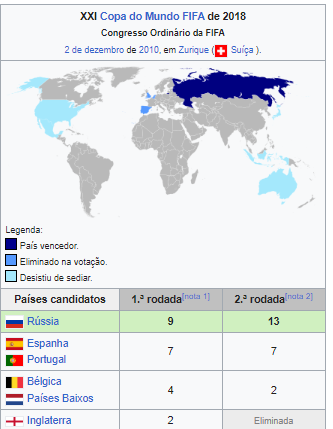 XXI Copa do Mundo FIFA de 2018
Congresso Ordinário da FIFA
2 de dezembro de 2010, em Zurique ( Suíça ).
Legenda:
País vencedor.
Eliminado na votação.
Desistiu de sediar.
Países candidatos 1.ª rodada[nota 1] 2.ª rodada[nota 2]
Rússia 9 13
Espanha
Portugal 7 7
Bélgica
Países Baixos 4 2
Inglaterra 2 Eliminada